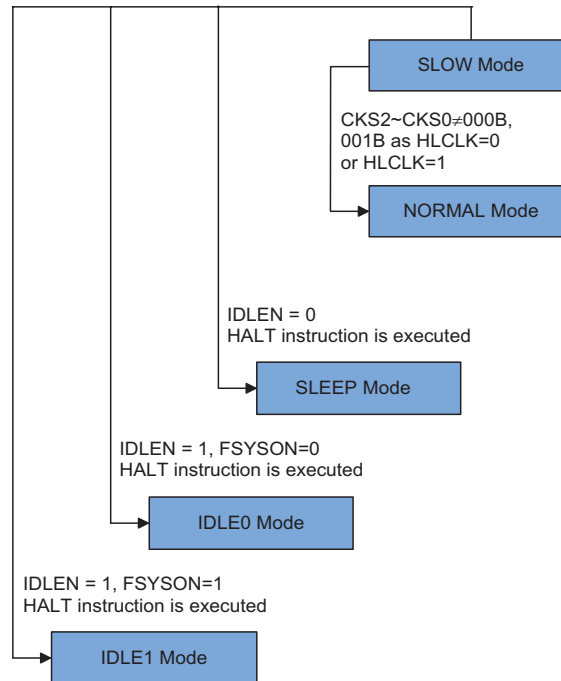 SLOW Mode
CKS2~CKS0≠000B,
001B as HLCLK=0
or HLCLK=1
NORMAL Mode
IDLEN = 0
HALT instruction is executed
SLEEP Mode
IDLEN = 1, FSYSON=0
HALT instruction is executed
IDLE0 Mode
IDLEN = 1, FSYSON=1
HALT instruction is executed
IDLE1 Mode